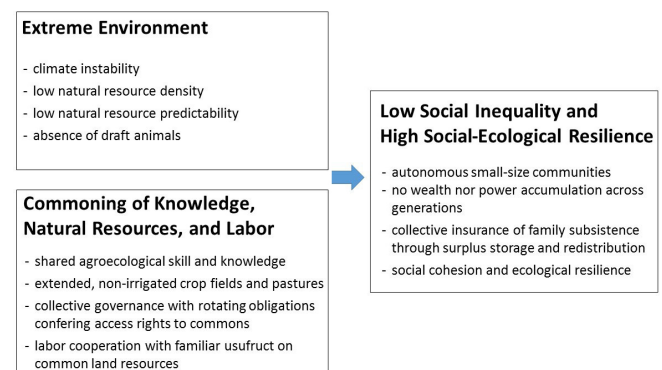 Extreme Environment
- climate instability
- low natural resource density
- low natural resource predictability
- absence of draft animals
Commoning of Knowledge,
Natural Resources, and Labor
- shared agroecological skill and knowledge
- extended, non-irrigated crop fields and pastures
- collective governance with rotating obligations
confering access rights to commons
- labor cooperation with familiar usufruct on
common land resources
Low Social Inequality and
High Social-Ecological Resilience
- autonomous small-size communities
- no wealth nor power accumulation across
generations
- collective insurance of family subsistence
through surplus storage and redistribution
- social cohesion and ecological resilience